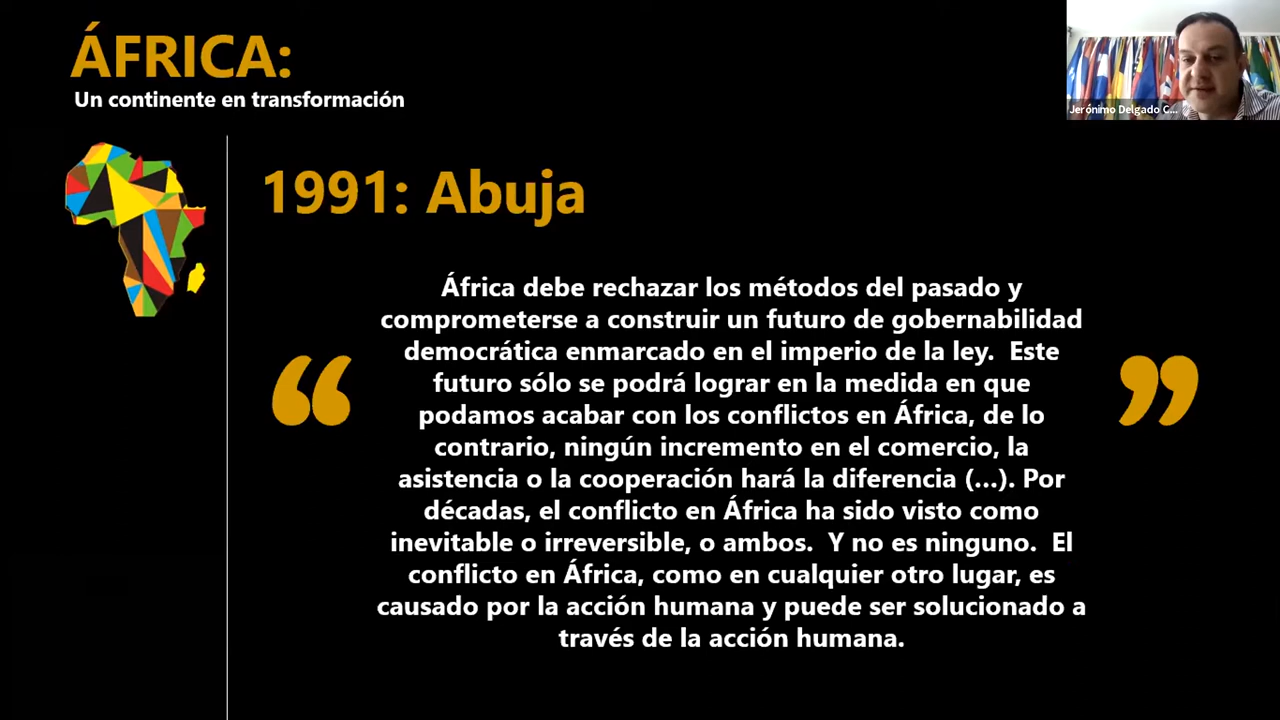 ÁFRICA:
Un continente en transformación
Jerónimo Delgado C...
1991: Abuja
África debe rechazar los métodos del pasado y
comprometerse a construir un futuro de gobernabilidad
democrática enmarcado en el imperio de la ley.  Este
futuro sólo se podrá lograr en la medida en que
podamos acabar con los conflictos en África, de lo
contrario, ningún incremento en el comercio, la
“ asistencia o la cooperación hará la diferencia (…). Por ”
décadas, el conflicto en África ha sido visto como
inevitable o irreversible, o ambos.  Y no es ninguno.  El
conflicto en África, como en cualquier otro lugar, es
causado por la acción humana y puede ser solucionado a
través de la acción humana.